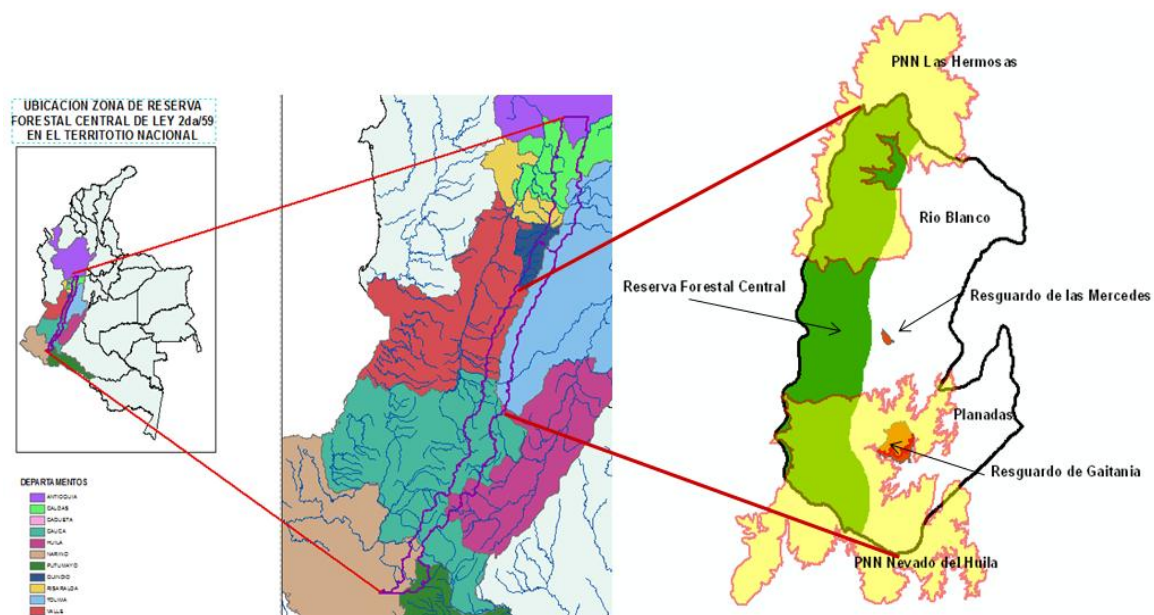 UBICACION ZONA DE RESERVA
FORESTAL CENTRAL DE LEY 2da/59
EN EL TERRITOTIO NACIONAL
DEPARTAMENTOS
ANTIOQUIA
CALDAS
CAQUETA
CAUCA
HUILA
NARINO
PUTUMAYO
QUINDIO
RISARALDA
TOLIMA
VALLE
PNN Las Hermosas
Rio Blanco
Reserva Forestal Central
Resguardo de las Mercedes
Planadas
Resguardo de Gaitania
PNN Nevado del Huila